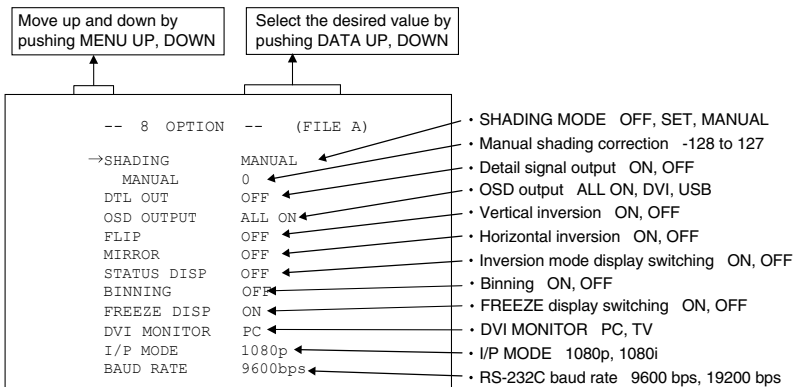 Move up and down by
pushing MENU UP, DOWN
Select the desired value by
pushing DATA UP, DOWN
-- 8 OPTION -- (FILE A)
→SHADING MANUAL
MANUAL 0
DTL OUT OFF
OSD OUTPUT ALL ON
FLIP OFF
MIRROR OFF
STATUS DISP OFF
BINNING OFF
FREEZE DISP ON
DVI MONITOR PC
I/P MODE 1080p
BAUD RATE 9600bps
・SHADING MODE OFF, SET, MANUAL
・Manual shading correction -128 to 127
・Detail signal output ON, OFF
・OSD output ALL ON, DVI, USB
・Vertical inversion ON, OFF
・Horizontal inversion ON, OFF
・Inversion mode display switching ON, OFF
・Binning ON, OFF
・FREEZE display switching ON, OFF
・DVI MONITOR PC, TV
・I/P MODE 1080p, 1080i
・RS-232C baud rate 9600 bps, 19200 bps